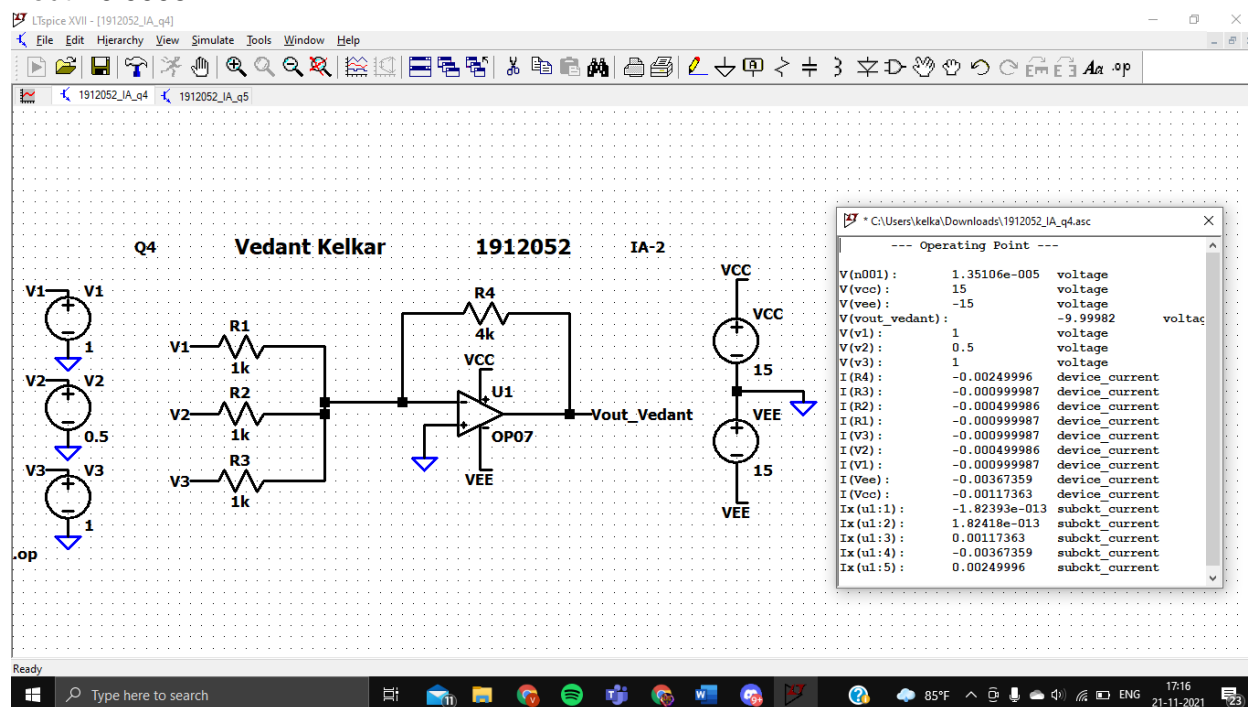 LTspice XVII - [1912052_IA_q4]
File Edit Hierarchy View Simulate Tools Window Help
Aa .op
1912052_IA_q4 1912052_IA_q5
Q4 Vedant Kelkar 1912052 IA-2
V1 V1
1
V2 V2
0.5
V3 V3
1
.op
V1
R1
1k
V2
R2
1k
V3
R3
1k
R4
4k
VCC
U1
OP07
VEE
Vout_Vedant
VCC
VCC
15
VEE
15
VEE
* C:\Users\kelka\Downloads\1912052_IA_q4.asc
--- Operating Point ---
V(n001): 1.35106e-005 voltage
V(vcc): 15 voltage
V(vee): -15 voltage
V(vout_vedant): -9.99982 voltag
V(v1): 1 voltage
V(v2): 0.5 voltage
V(v3): 1 voltage
I(R4): -0.00249996 device_current
I(R3): -0.000999987 device_current
I(R2): -0.000499986 device_current
I(R1): -0.000999987 device_current
I(V3): -0.000999987 device_current
I(V2): -0.000499986 device_current
I(V1): -0.000999987 device_current
I(Vee): -0.00367359 device_current
I(Vcc): -0.00117363 device_current
Ix(u1:1): -1.82393e-013 subckt_current
Ix(u1:2): 1.82418e-013 subckt_current
Ix(u1:3): 0.00117363 subckt_current
Ix(u1:4): -0.00367359 subckt_current
Ix(u1:5): 0.00249996 subckt_current
Ready
Type here to search
85°F
ENG
17:16
21-11-2021